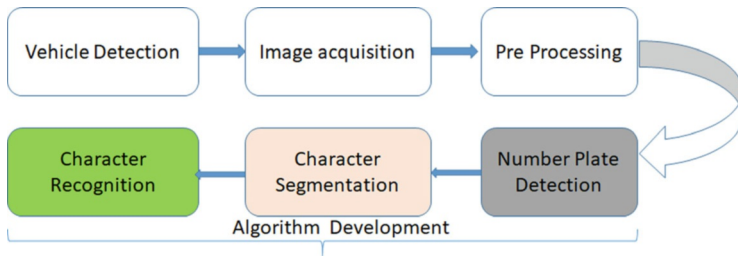 Vehicle Detection
Image acquisition
Pre Processing
Number Plate
Detection
Character
Segmentation
Character
Recognition
Algorithm Development